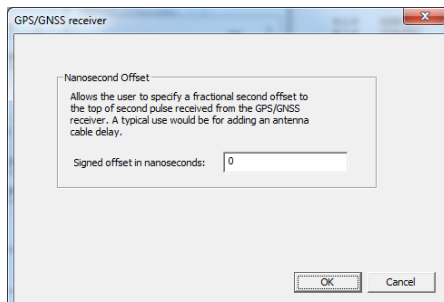 GPS/GNSS receiver
Nanosecond Offset
Allows the user to specify a fractional second offset to
the top of second pulse received from the GPS/GNSS
receiver. A typical use would be for adding an antenna
cable delay.
Signed offset in nanoseconds: 0
OK Cancel